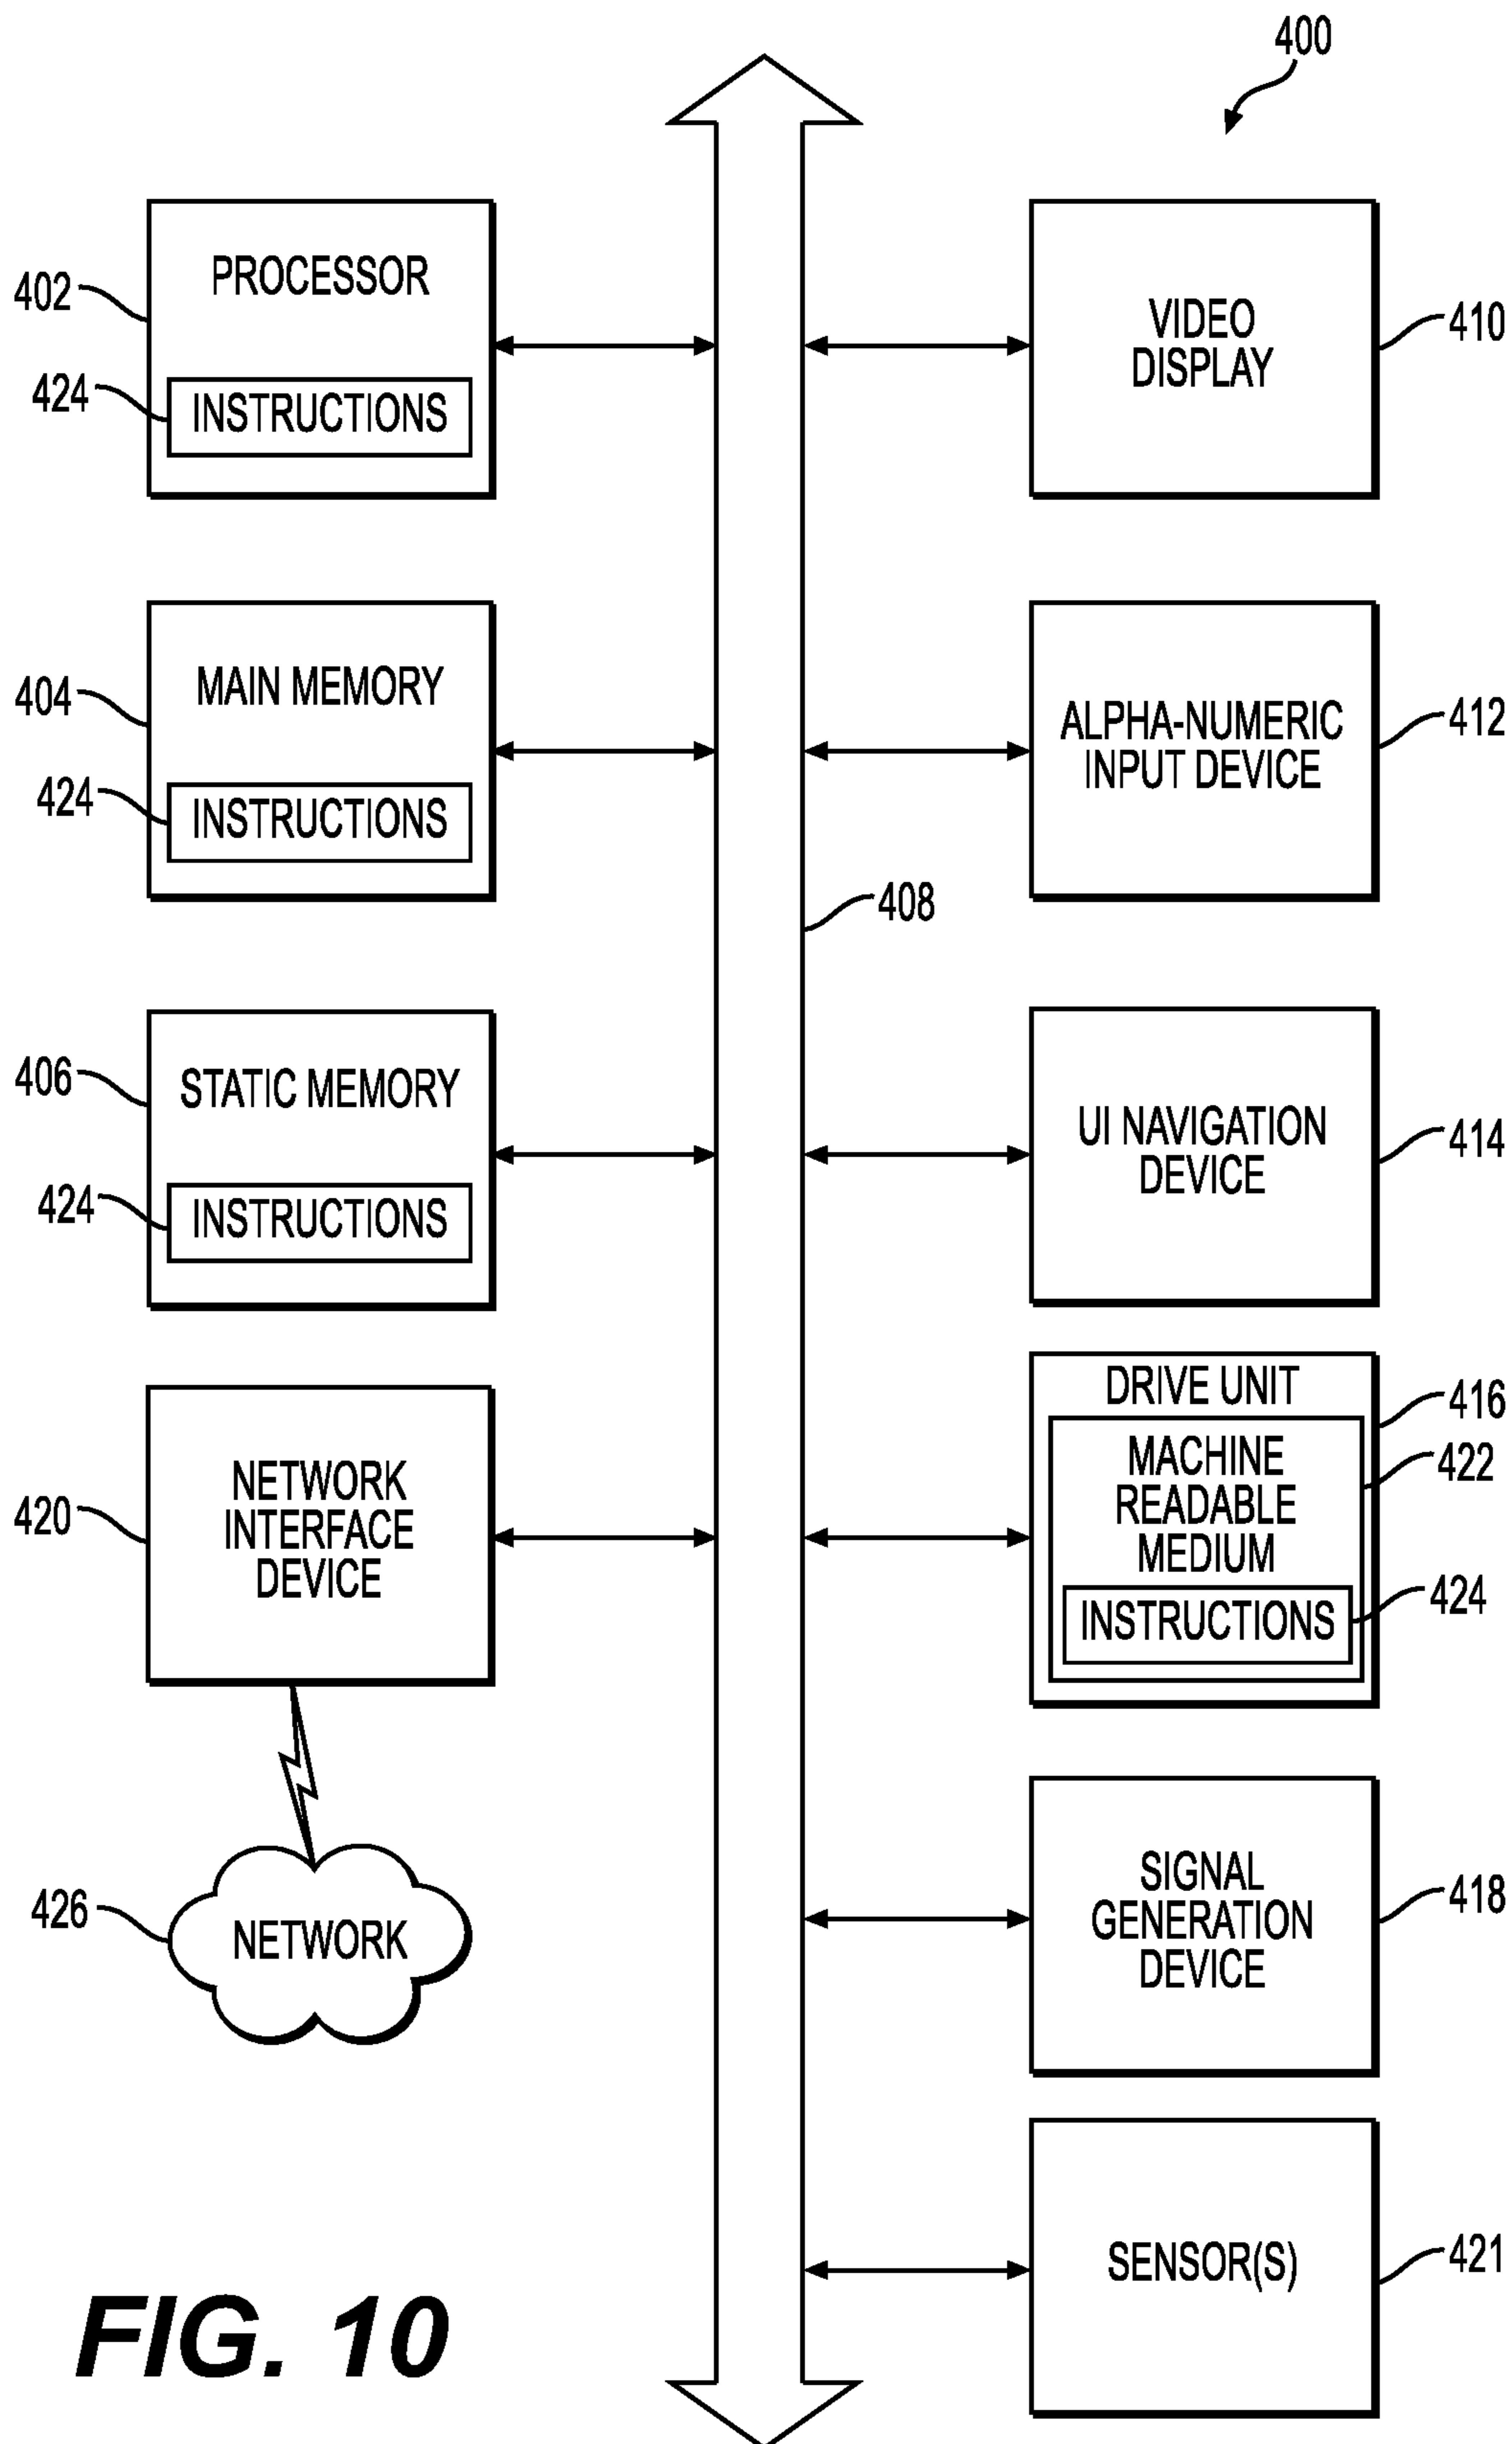 400
PROCESSOR
402
424
INSTRUCTIONS
VIDEO
DISPLAY
410
MAIN MEMORY
404
424
INSTRUCTIONS
ALPHA-NUMERIC
INPUT DEVICE
412
408
STATIC MEMORY
406
424
INSTRUCTIONS
UI NAVIGATION
DEVICE
414
NETWORK
INTERFACE
DEVICE
420
DRIVE UNIT
416
MACHINE
READABLE
MEDIUM
422
INSTRUCTIONS
424
426
NETWORK
SIGNAL
GENERATION
DEVICE
418
SENSOR(S)
421
FIG. 10